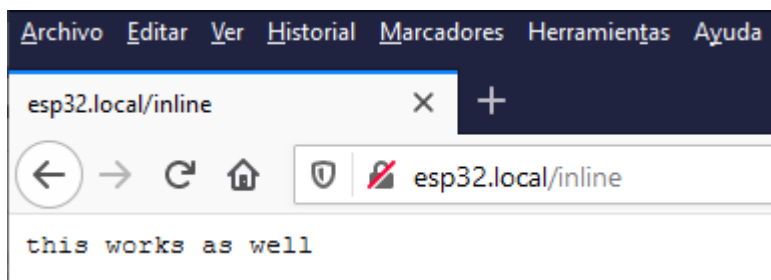 Archivo Editar Ver Historial Marcadores Herramientas Ayuda
esp32.local/inline
esp32.local/inline
this works as well